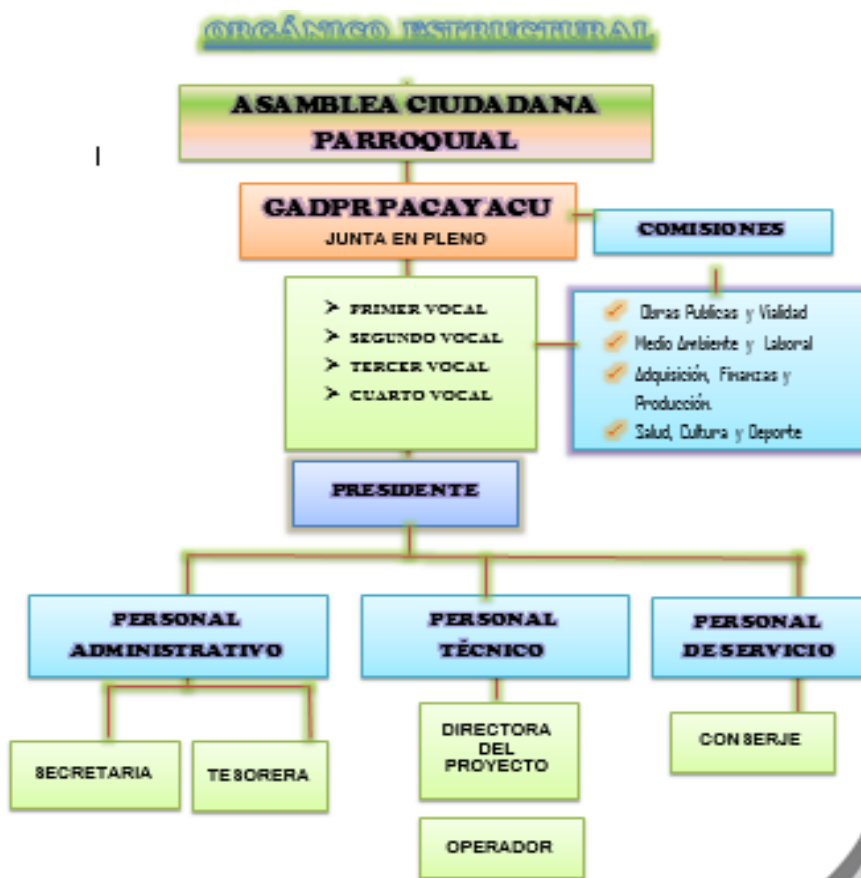 ORGÁNICO ESTRUCTURAL
ASAMBLEA CIUDADANA
PARROQUIAL
GADPR PACAYACU
JUNTA EN PLENO
COMISIONES
PRIMER VOCAL
SEGUNDO VOCAL
TERCER VOCAL
CUARTO VOCAL
Obras Publicas y Vialidad
Medio Ambiente y Laboral
Adquisición, Finanzas y
Producción.
Salud, Cultura y Deporte
PRESIDENTE
PERSONAL
ADMINISTRATIVO
PERSONAL
TÉCNICO
PERSONAL
DE SERVICIO
SECRETARIA
TESORERA
DIRECTORA
DEL
PROYECTO
CONSERJE
OPERADOR